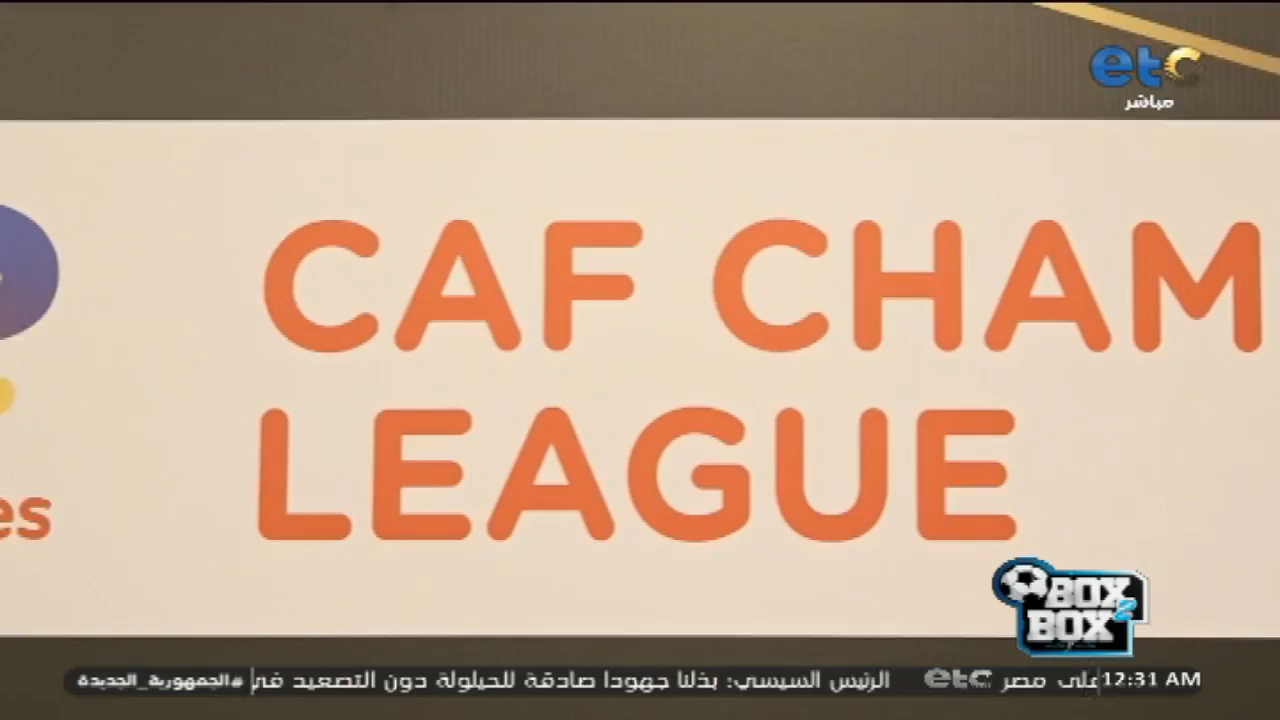 etc
مباشر
CAF CHAM
LEAGUE
es
BOX
2
BOX
12:31 AM على مصر etc الرئيس السيسي: بذلنا جهودا صادقة للحيلولة دون التصعيد في #الجمهورية_الجديدة